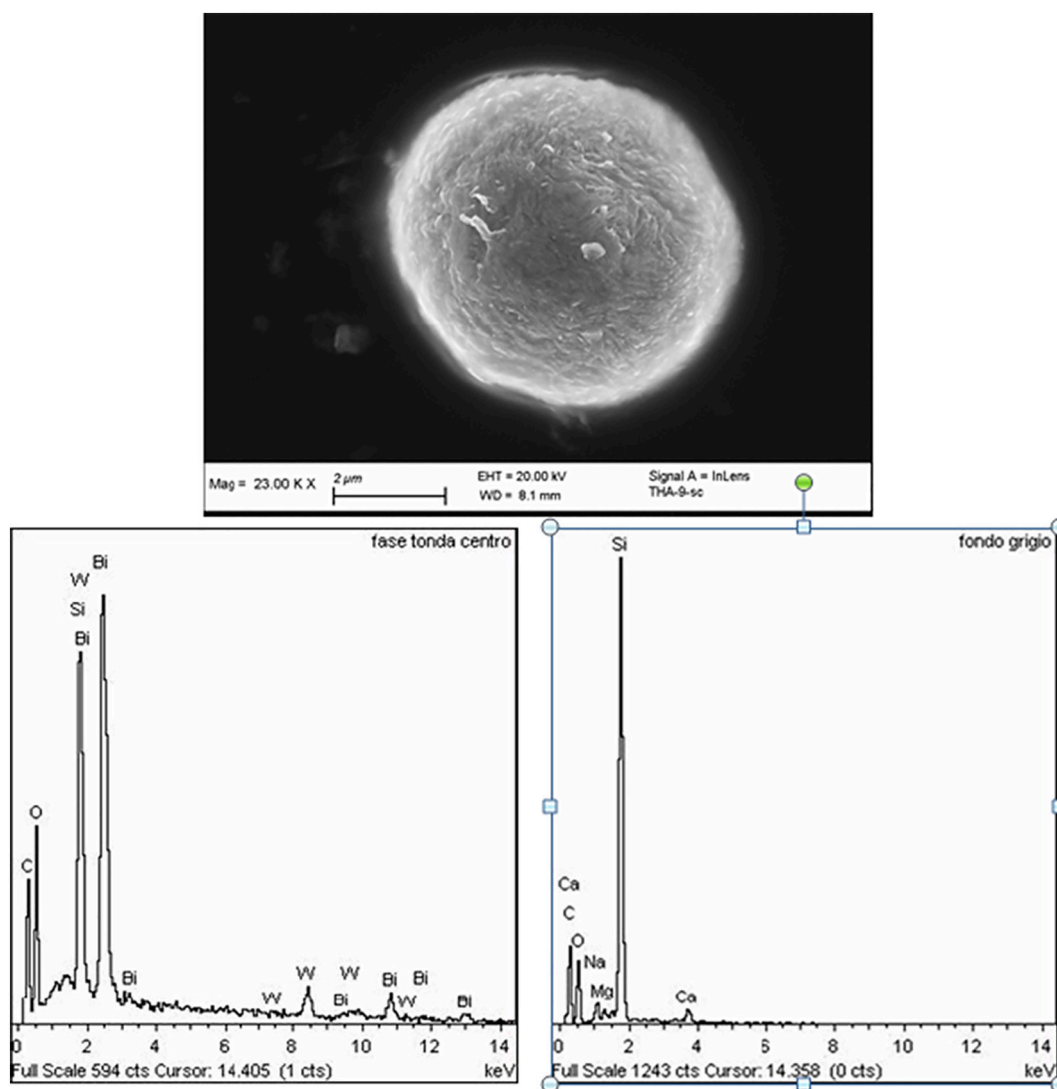 Mag = 23.00 K X
2 µm
EHT = 20.00 kV
WD = 8.1 mm
Signal A = InLens
THA-9-sc
fase tonda centro
Bi
W
Si
Bi
O
C
Bi
W
W
W
Bi
Bi
W
Bi
Bi
0 2 4 6 8 10 12 14
Full Scale 594 cts Cursor: 14.405 (1 cts) keV
fondo grigio
Si
Ca
C
O
Na
Mg
Ca
0 2 4 6 8 10 12 14
Full Scale 1243 cts Cursor: 14.358 (0 cts) keV